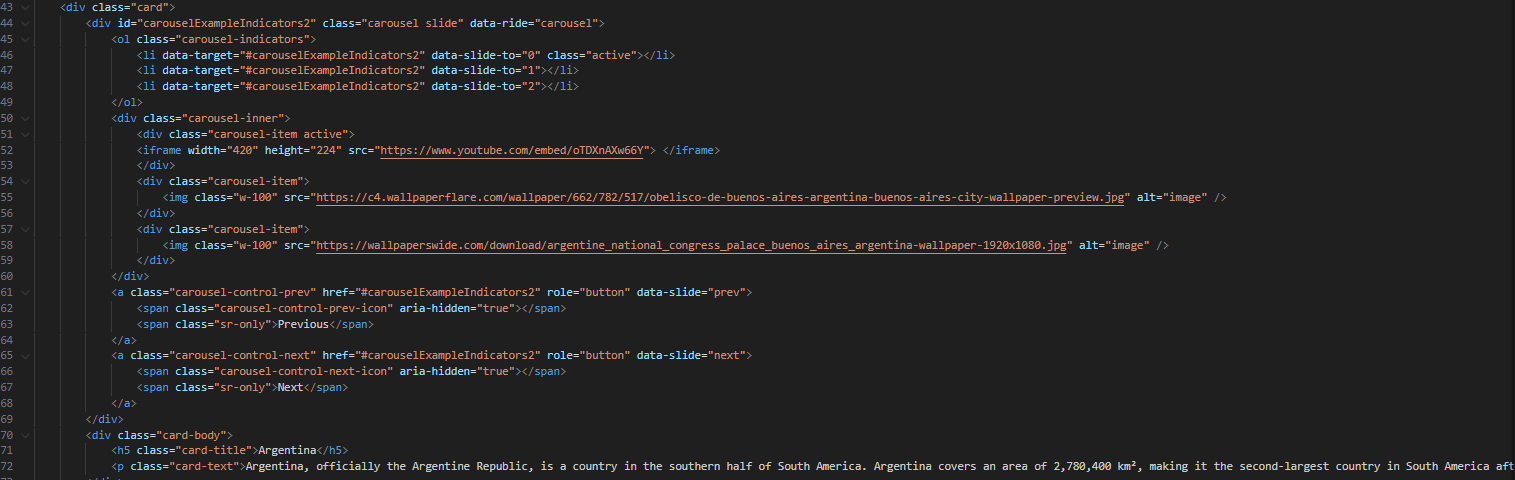 43 <div class="card">
44 <div id="carouselExampleIndicators2" class="carousel slide" data-ride="carousel">
45 <ol class="carousel-indicators">
46 <li data-target="#carouselExampleIndicators2" data-slide-to="0" class="active"></li>
47 <li data-target="#carouselExampleIndicators2" data-slide-to="1"></li>
48 <li data-target="#carouselExampleIndicators2" data-slide-to="2"></li>
49 </ol>
50 <div class="carousel-inner">
51 <div class="carousel-item active">
52 <iframe width="420" height="224" src="https://www.youtube.com/embed/oTDXnAXw66Y"> </iframe>
53 </div>
54 <div class="carousel-item">
55 <img class="w-100" src="https://c4.wallpaperflare.com/wallpaper/662/782/517/obelisco-de-buenos-aires-argentina-buenos-aires-city-wallpaper-preview.jpg" alt="image" />
56 </div>
57 <div class="carousel-item">
58 <img class="w-100" src="https://wallpaperswide.com/download/argentine_national_congress_palace_buenos_aires_argentina-wallpaper-1920x1080.jpg" alt="image" />
59 </div>
60 </div>
61 <a class="carousel-control-prev" href="#carouselExampleIndicators2" role="button" data-slide="prev">
62 <span class="carousel-control-prev-icon" aria-hidden="true"></span>
63 <span class="sr-only">Previous</span>
64 </a>
65 <a class="carousel-control-next" href="#carouselExampleIndicators2" role="button" data-slide="next">
66 <span class="carousel-control-next-icon" aria-hidden="true"></span>
67 <span class="sr-only">Next</span>
68 </a>
69 </div>
70 <div class="card-body">
71 <h5 class="card-title">Argentina</h5>
72 <p class="card-text">Argentina, officially the Argentine Republic, is a country in the southern half of South America. Argentina covers an area of 2,780,400 km², making it the second-largest country in South America aft